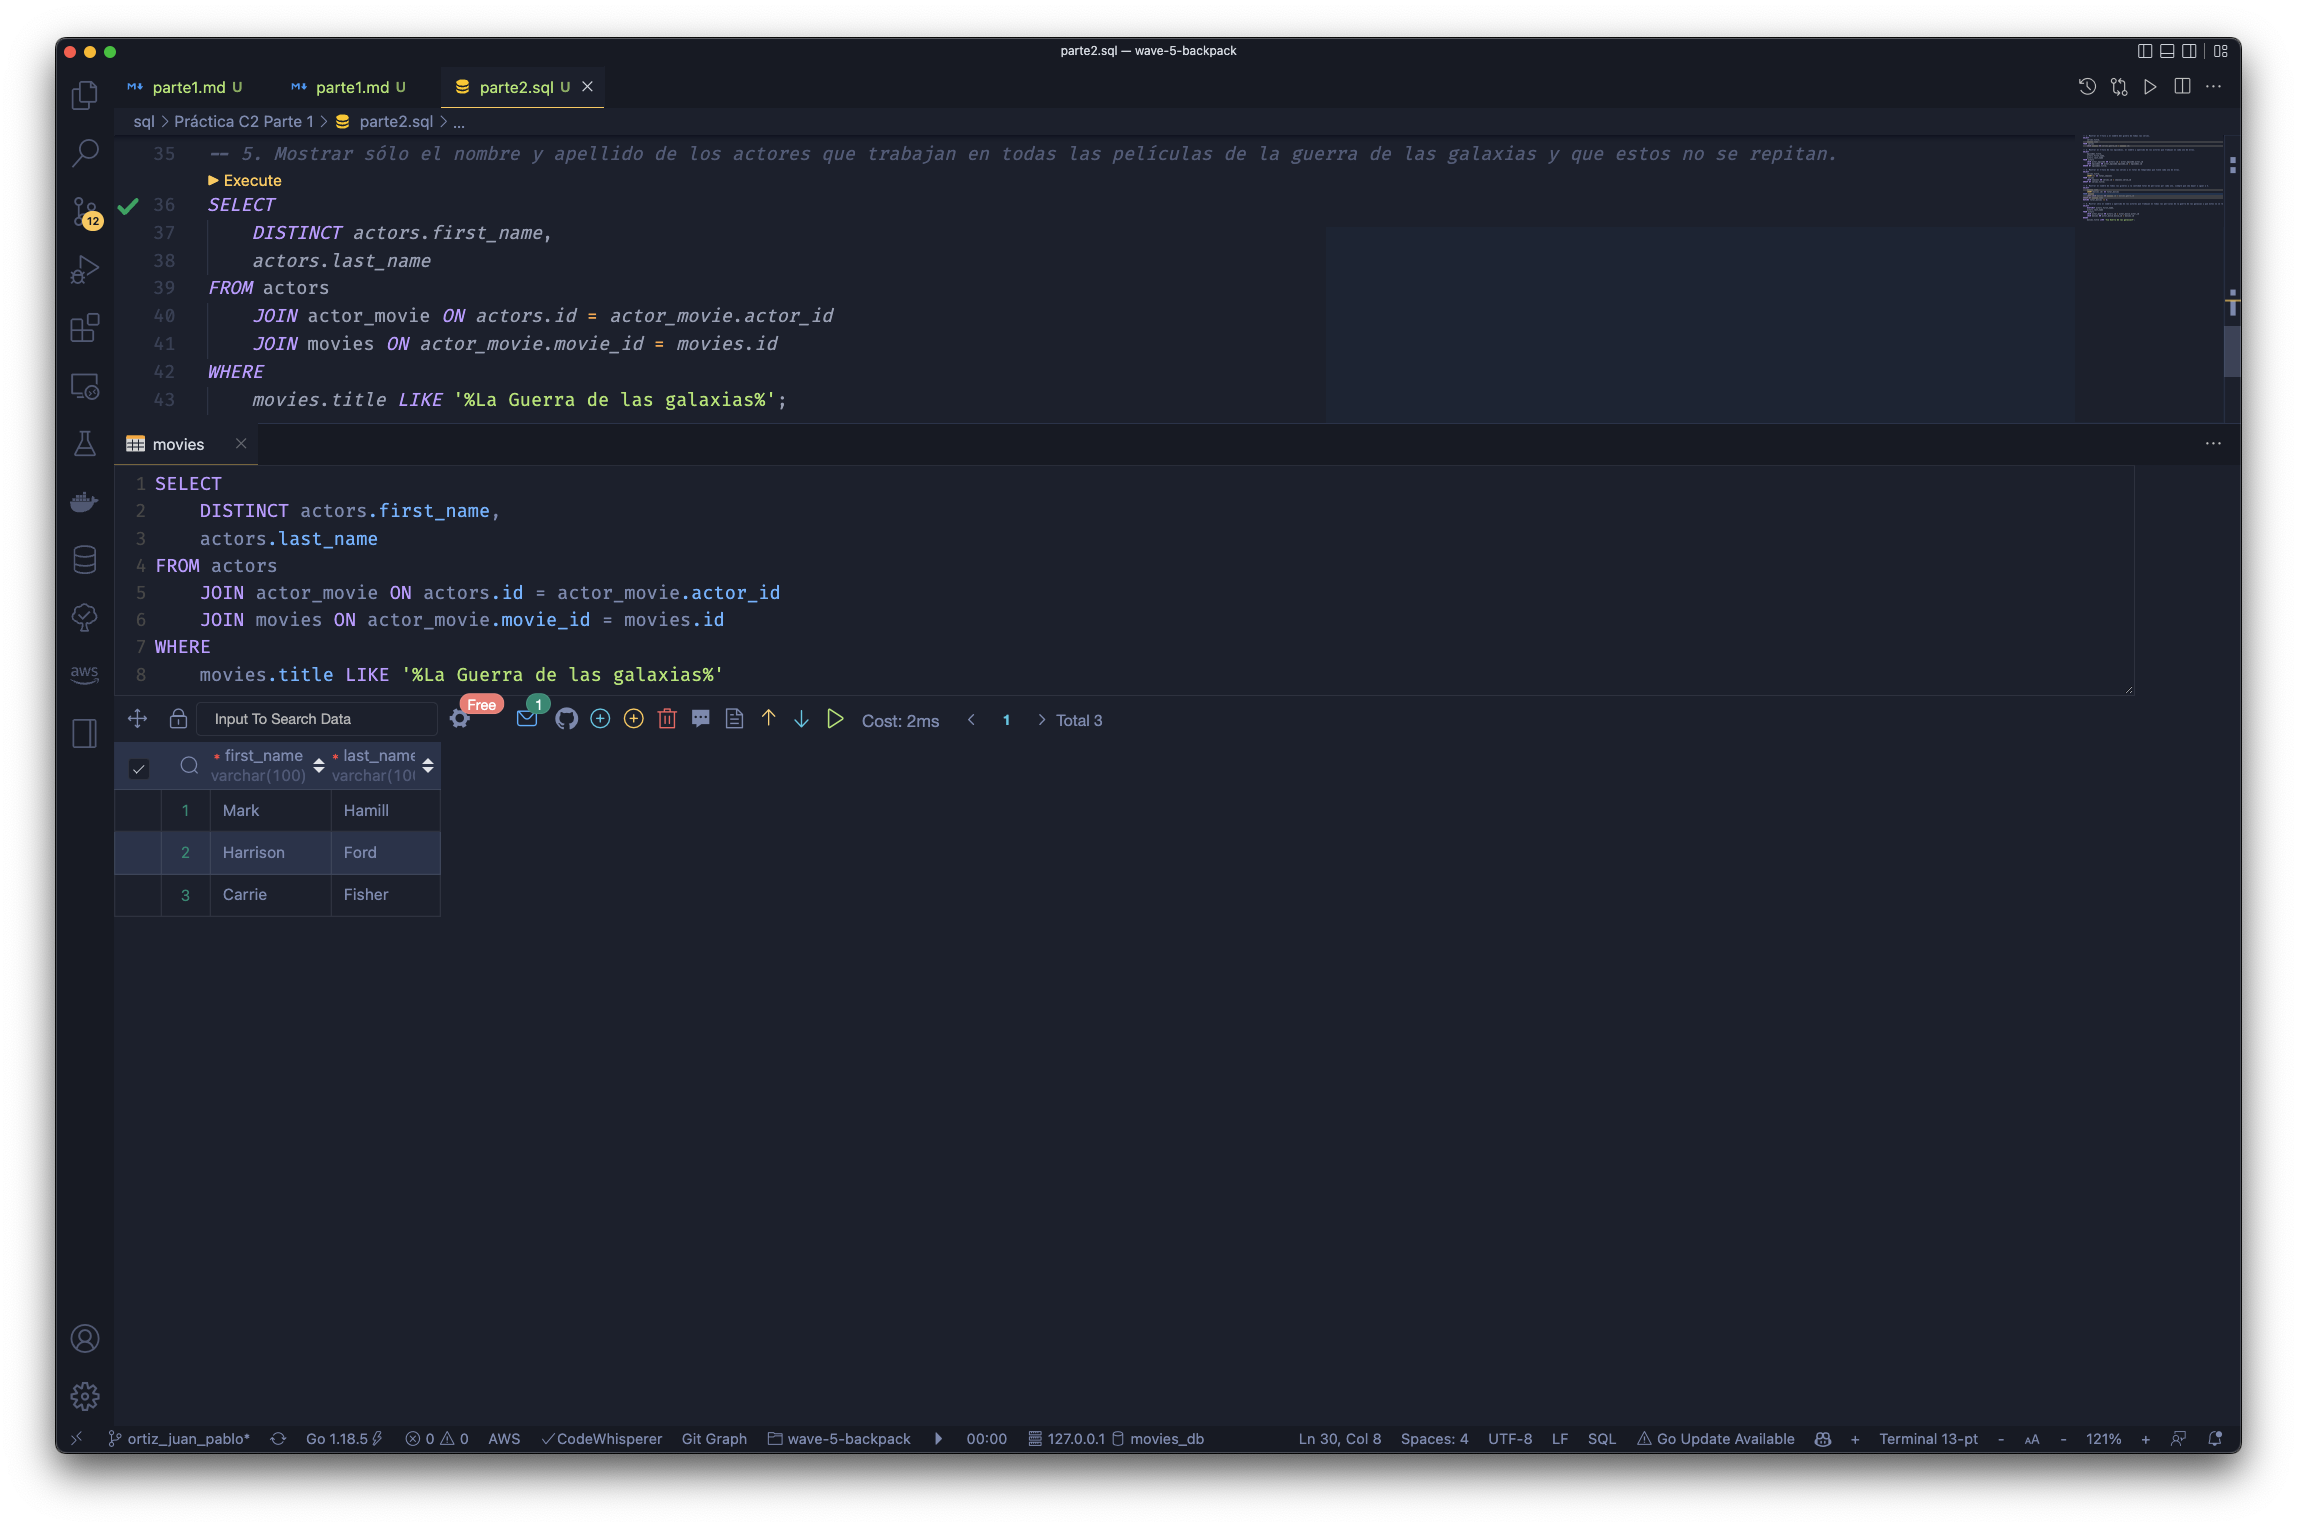 parte2.sql — wave-5-backpack
parte1.md U
parte1.md U
parte2.sql U
sql > Práctica C2 Parte 1 > parte2.sql > ...
35 -- 5. Mostrar sólo el nombre y apellido de los actores que trabajan en todas las películas de la guerra de las galaxias y que estos no se repitan.
Execute
36 SELECT
37 DISTINCT actors.first_name,
38 actors.last_name
39 FROM actors
40 JOIN actor_movie ON actors.id = actor_movie.actor_id
41 JOIN movies ON actor_movie.movie_id = movies.id
42 WHERE
43 movies.title LIKE '%La Guerra de las galaxias%';
12
aws
movies
1 SELECT
2 DISTINCT actors.first_name,
3 actors.last_name
4 FROM actors
5 JOIN actor_movie ON actors.id = actor_movie.actor_id
6 JOIN movies ON actor_movie.movie_id = movies.id
7 WHERE
8 movies.title LIKE '%La Guerra de las galaxias%'
Input To Search Data Free 1 Cost: 2ms < 1 > Total 3
* first_name * last_name
varchar(100) varchar(10
1 Mark Hamill
2 Harrison Ford
3 Carrie Fisher
ortiz_juan_pablo* Go 1.18.5 0 0 AWS CodeWhisperer Git Graph wave-5-backpack 00:00 127.0.0.1 movies_db Ln 30, Col 8 Spaces: 4 UTF-8 LF SQL Go Update Available + Terminal 13-pt - AA - 121% +